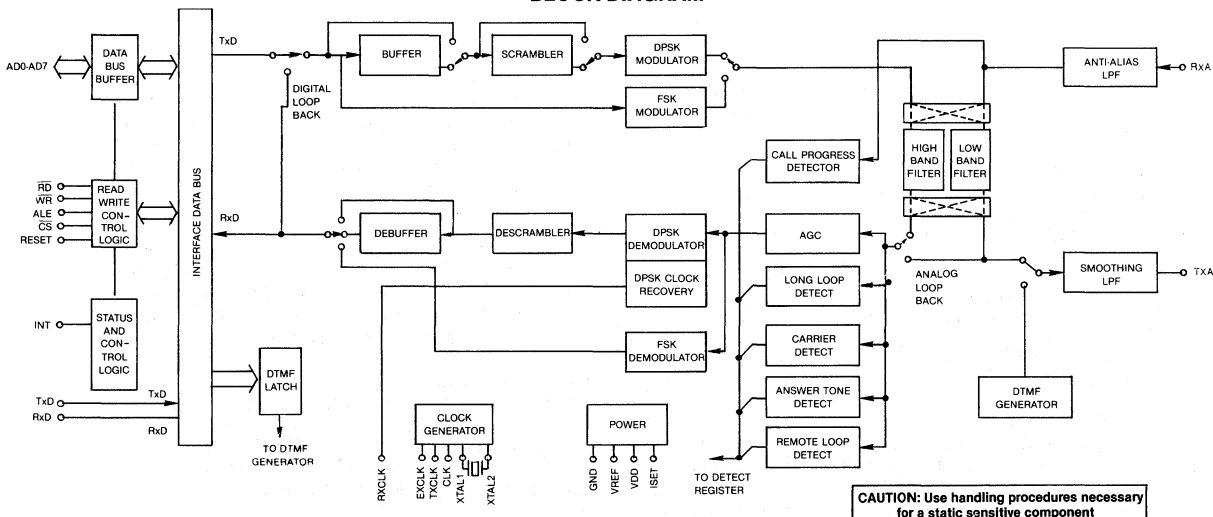 BLOCK DIAGRAM
AD0-AD7
DATA
BUS
BUFFER
RD
WR
ALE
CS
RESET
READ
WRITE
CON-
TROL
LOGIC
INT
STATUS
AND
CON-
TROL
LOGIC
TxD
RxD
TxD
RxD
INTERFACE DATA BUS
TxD
RxD
DIGITAL
LOOP
BACK
BUFFER
SCRAMBLER
DPSK
MODULATOR
FSK
MODULATOR
DEBUFFER
DESCRAMBLER
DPSK
DEMODULATOR
DPSK CLOCK
RECOVERY
FSK
DEMODULATOR
DTMF
LATCH
TO DTMF
GENERATOR
RXCLK
CLOCK
GENERATOR
EXCLK
TXCLK
CLK
XTAL1
XTAL2
POWER
GND
VREF
VDD
ISET
CALL PROGRESS
DETECTOR
AGC
LONG LOOP
DETECT
CARRIER
DETECT
ANSWER TONE
DETECT
REMOTE LOOP
DETECT
TO DETECT
REGISTER
HIGH
BAND
FILTER
LOW
BAND
FILTER
ANALOG
LOOP
BACK
ANTI-ALIAS
LPF
RxA
SMOOTHING
LPF
TXA
DTMF
GENERATOR
CAUTION: Use handling procedures necessary
for a static sensitive component